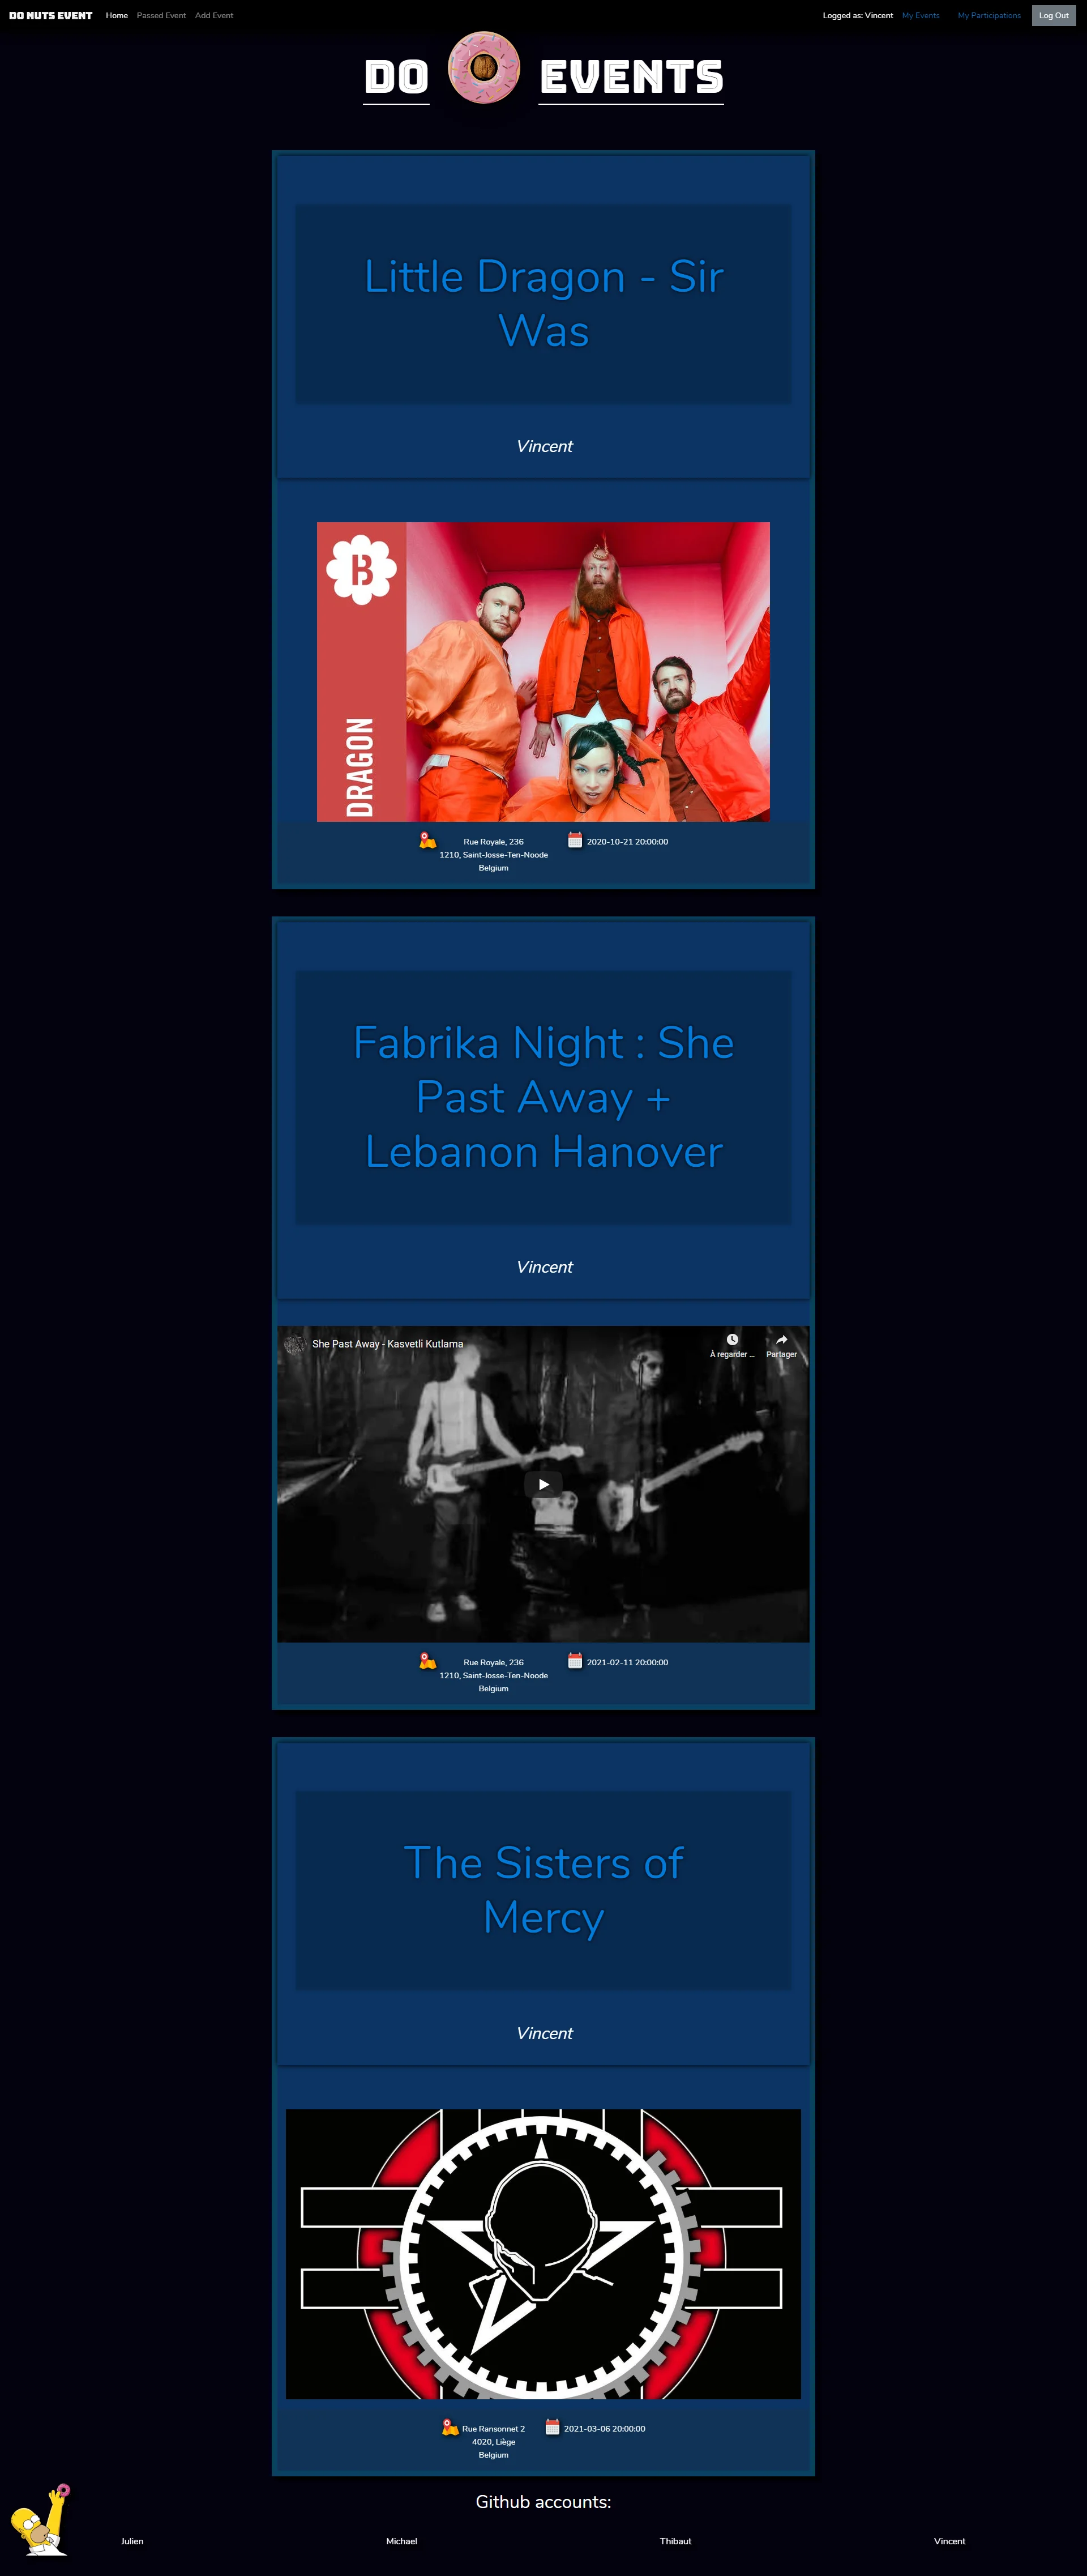 DO NUTS EVENT Home Passed Event Add Event Logged as: Vincent My Events My Participations Log Out
DO EVENTS
Little Dragon - Sir
Was
Vincent
B
DRAGON
Rue Royale, 236
1210, Saint-Josse-Ten-Noode
Belgium
2020-10-21 20:00:00
Fabrika Night : She
Past Away +
Lebanon Hanover
Vincent
She Past Away - Kasvetli Kutlama
À regarder ...
Partager
Rue Royale, 236
1210, Saint-Josse-Ten-Noode
Belgium
2021-02-11 20:00:00
The Sisters of
Mercy
Vincent
Rue Ransonnet 2
4020, Liège
Belgium
2021-03-06 20:00:00
Github accounts:
Julien Michael Thibaut Vincent